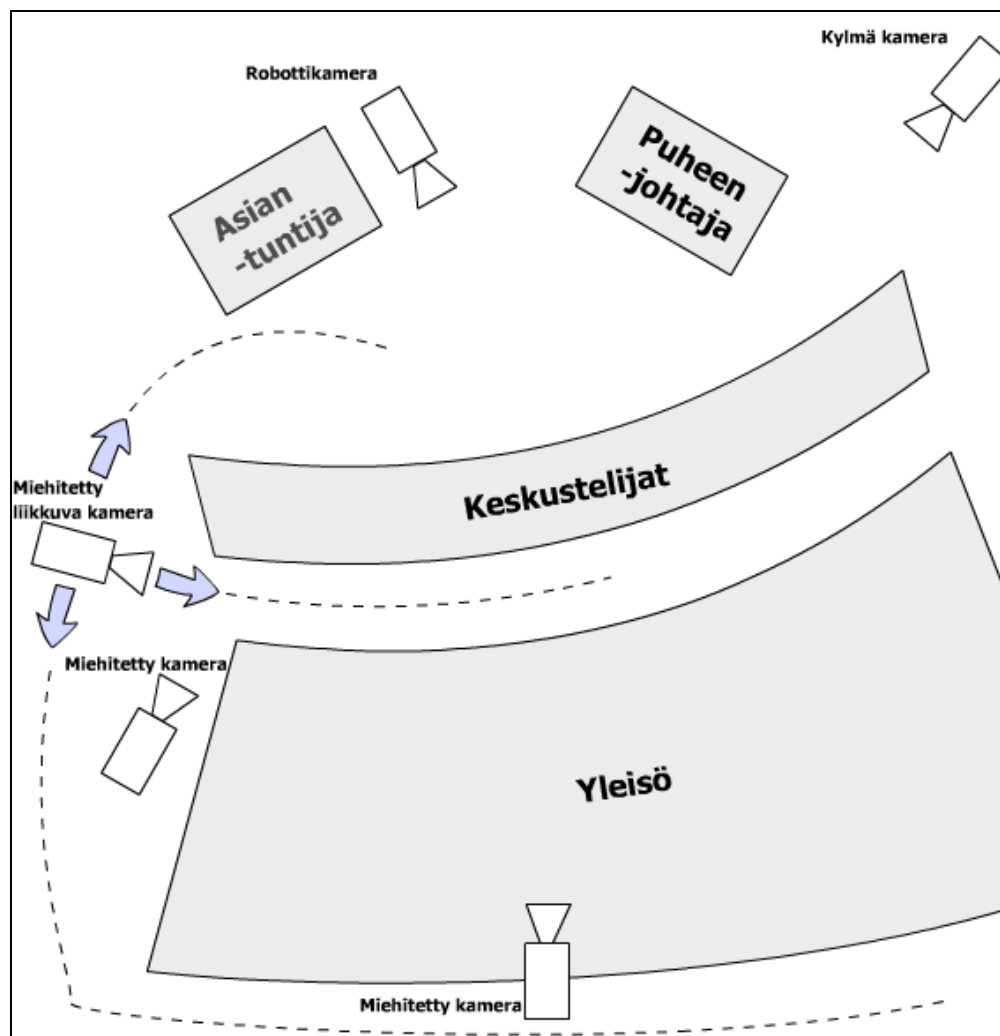 Kylmä kamera
Robottikamera
Puheen
-johtaja
Asian
-tuntija
Keskustelijat
Miehitetty
liikkuva kamera
Miehitetty kamera
Yleisö
Miehitetty kamera